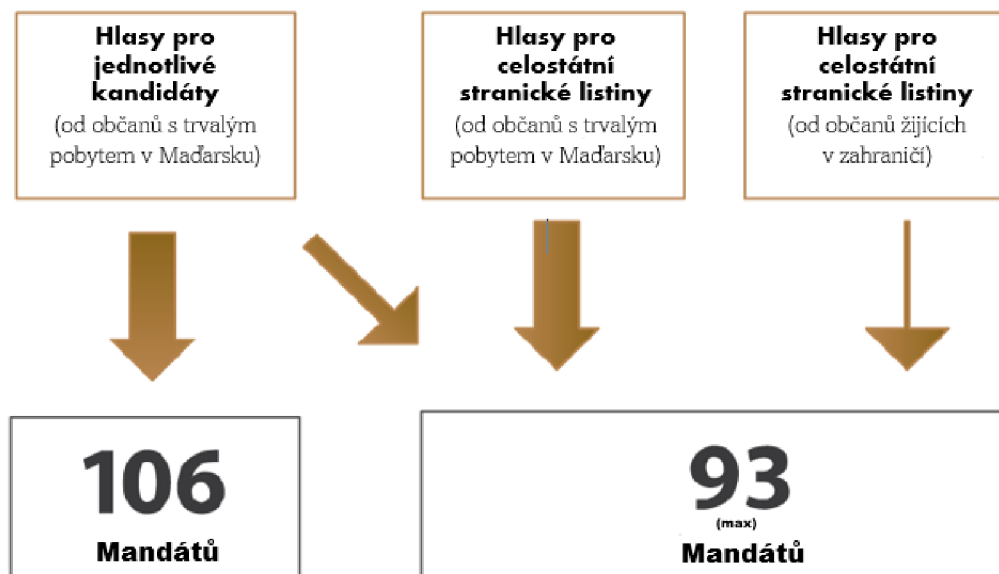 Hlasy pro
jednotlivé
kandidáty
(od občanů s trvalým
pobytem v Maďarsku)
Hlasy pro
celostátní
stranické listiny
(od občanů s trvalým
pobytem v Maďarsku)
Hlasy pro
celostátní
stranické listiny
(od občanů žijících
v zahraničí)
106
Mandátů
93
(max)
Mandátů